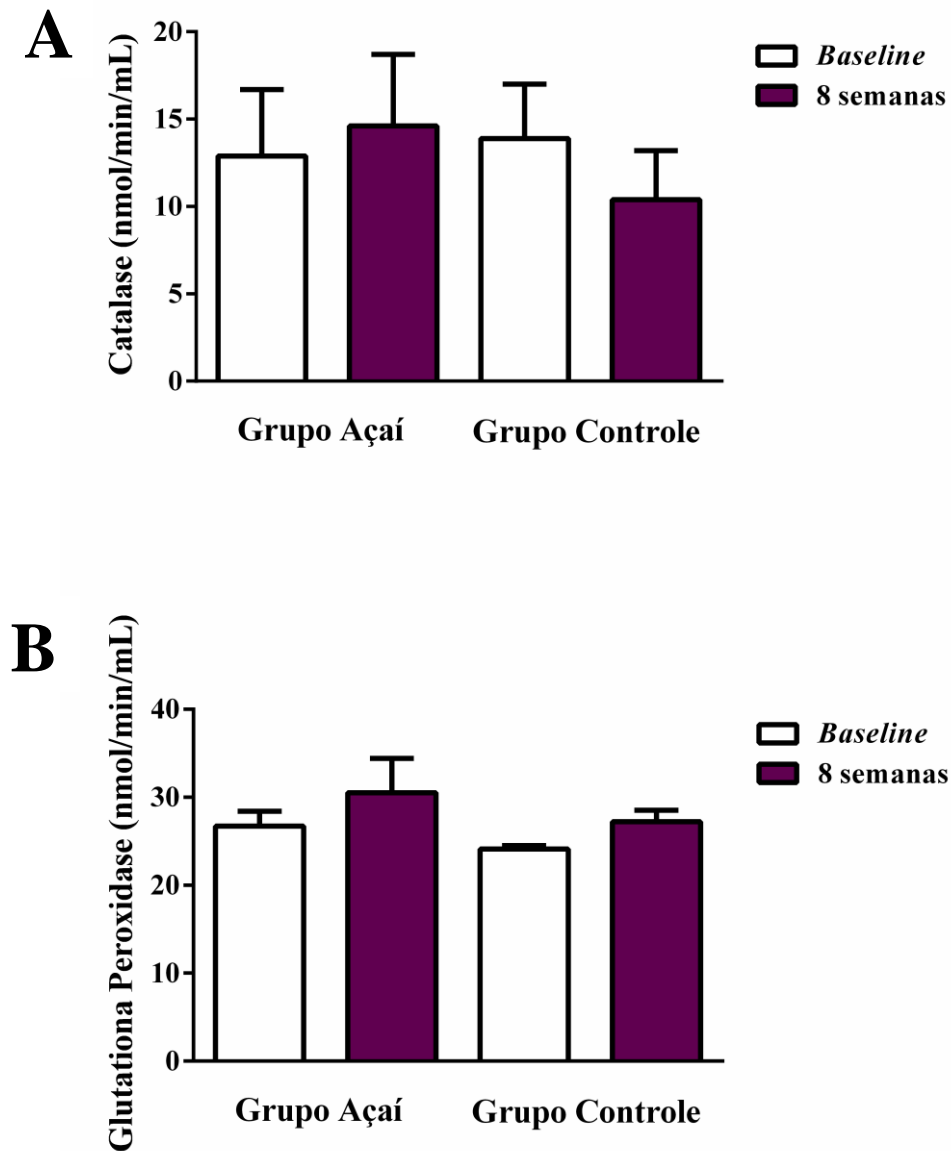 A
Catalase (nmol/min/mL)
20
15
10
5
0
Baseline
8 semanas
Grupo Açaí
Grupo Controle
B
Glutationa Peroxidase (nmol/min/mL)
40
30
20
10
0
Baseline
8 semanas
Grupo Açaí
Grupo Controle